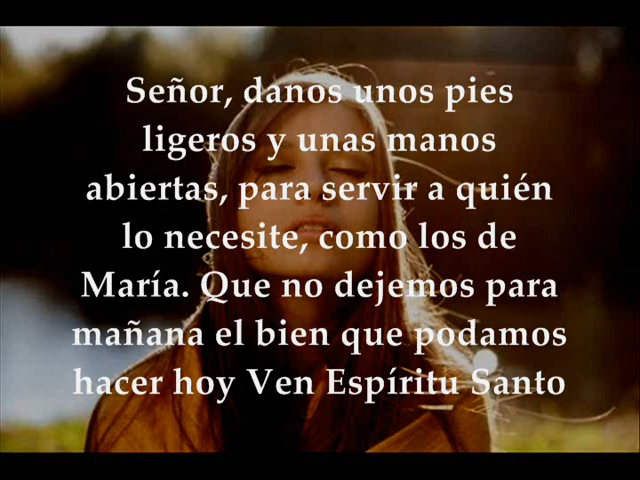 Señor, danos unos pies
ligeros y unas manos
abiertas, para servir a quién
lo necesite, como los de
María. Que no dejemos para
mañana el bien que podamos
hacer hoy Ven Espíritu Santo